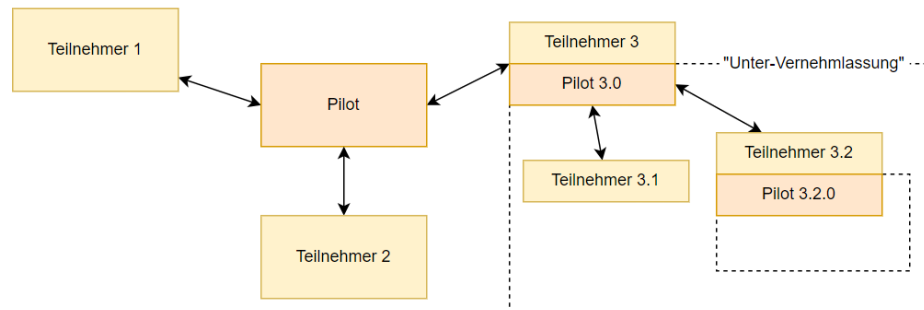 Teilnehmer 1
Pilot
Teilnehmer 2
Teilnehmer 3
Pilot 3.0
"Unter-Vernehmlassung"
Teilnehmer 3.1
Teilnehmer 3.2
Pilot 3.2.0